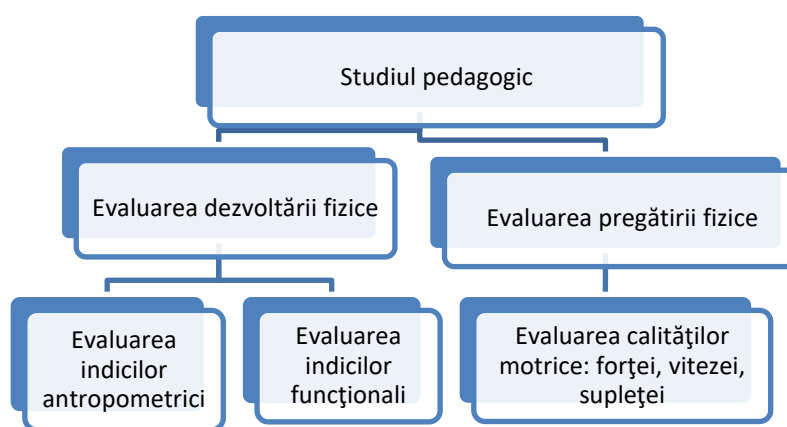 Studiul pedagogic
Evaluarea dezvoltării fizice
Evaluarea pregătirii fizice
Evaluarea
indicilor
antropometrici
Evaluarea
indicilor
funcţionali
Evaluarea calităţilor
motrice: forţei, vitezei,
supleţei